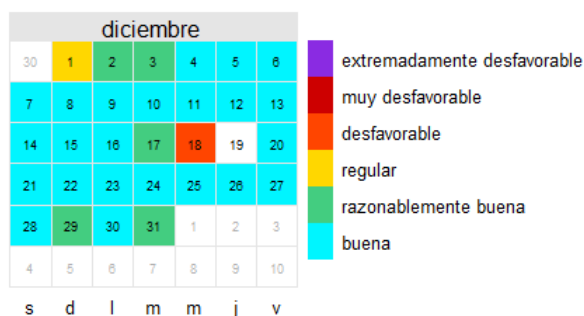 diciembre
30 1 2 3 4 5 6
7 8 9 10 11 12 13
14 15 16 17 18 19 20
21 22 23 24 25 26 27
28 29 30 31 1 2 3
4 5 6 7 8 9 10
s d l m m j v
extremadamente desfavorable
muy desfavorable
desfavorable
regular
razonablemente buena
buena